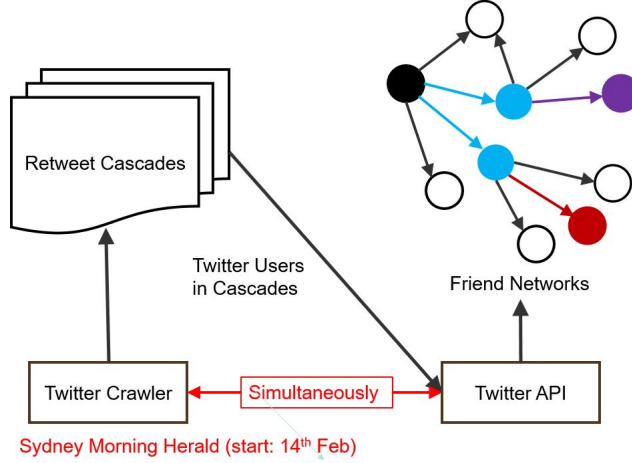 Retweet Cascades
Twitter Users
in Cascades
Friend Networks
Twitter Crawler
Simultaneously
Twitter API
Sydney Morning Herald (start: 14th Feb)